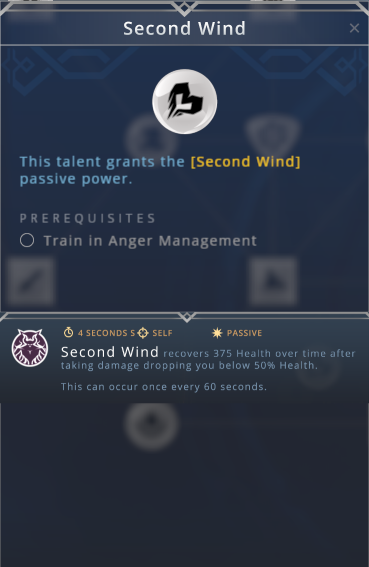 Second Wind
This talent grants the [Second Wind]
passive power.
PREREQUISITES
Train in Anger Management
4 SECONDS S SELF PASSIVE
Second Wind recovers 375 Health over time after
taking damage dropping you below 50% Health.
This can occur once every 60 seconds.